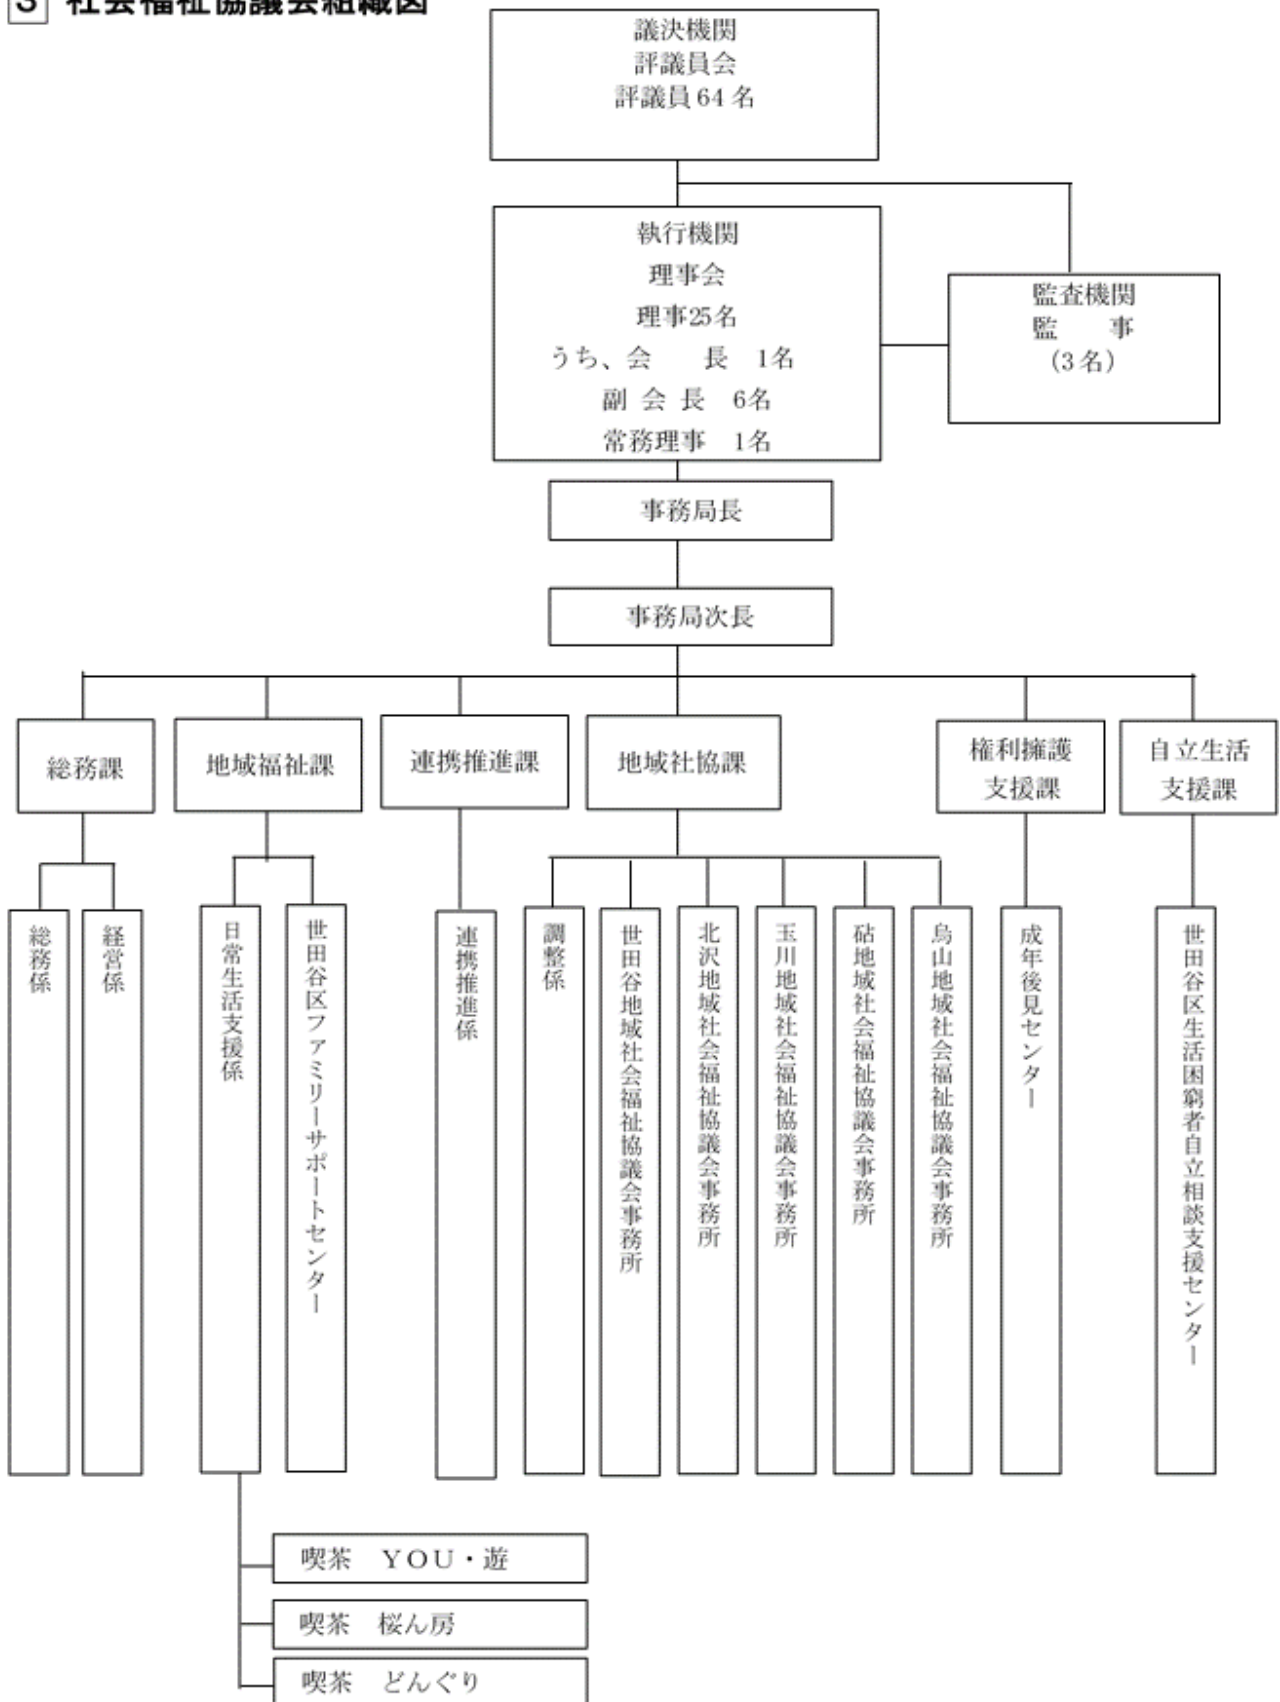 3 社会福祉協議会組織図
議決機関
評議員会
評議員64名
執行機関
理事会
理事25名
うち、会　　長　1名
副 会 長　6名
常務理事　1名
監査機関
監　　事
（3名）
事務局長
事務局次長
総務課
地域福祉課
連携推進課
地域社協課
権利擁護
支援課
自立生活
支援課
総務係
経営係
日常生活支援係
世田谷区ファミリーサポートセンター
連携推進係
調整係
世田谷地域社会福祉協議会事務所
北沢地域社会福祉協議会事務所
玉川地域社会福祉協議会事務所
砧地域社会福祉協議会事務所
烏山地域社会福祉協議会事務所
成年後見センター
世田谷区生活困窮者自立相談支援センター
喫茶　ＹＯＵ・遊
喫茶　桜ん房
喫茶　どんぐり